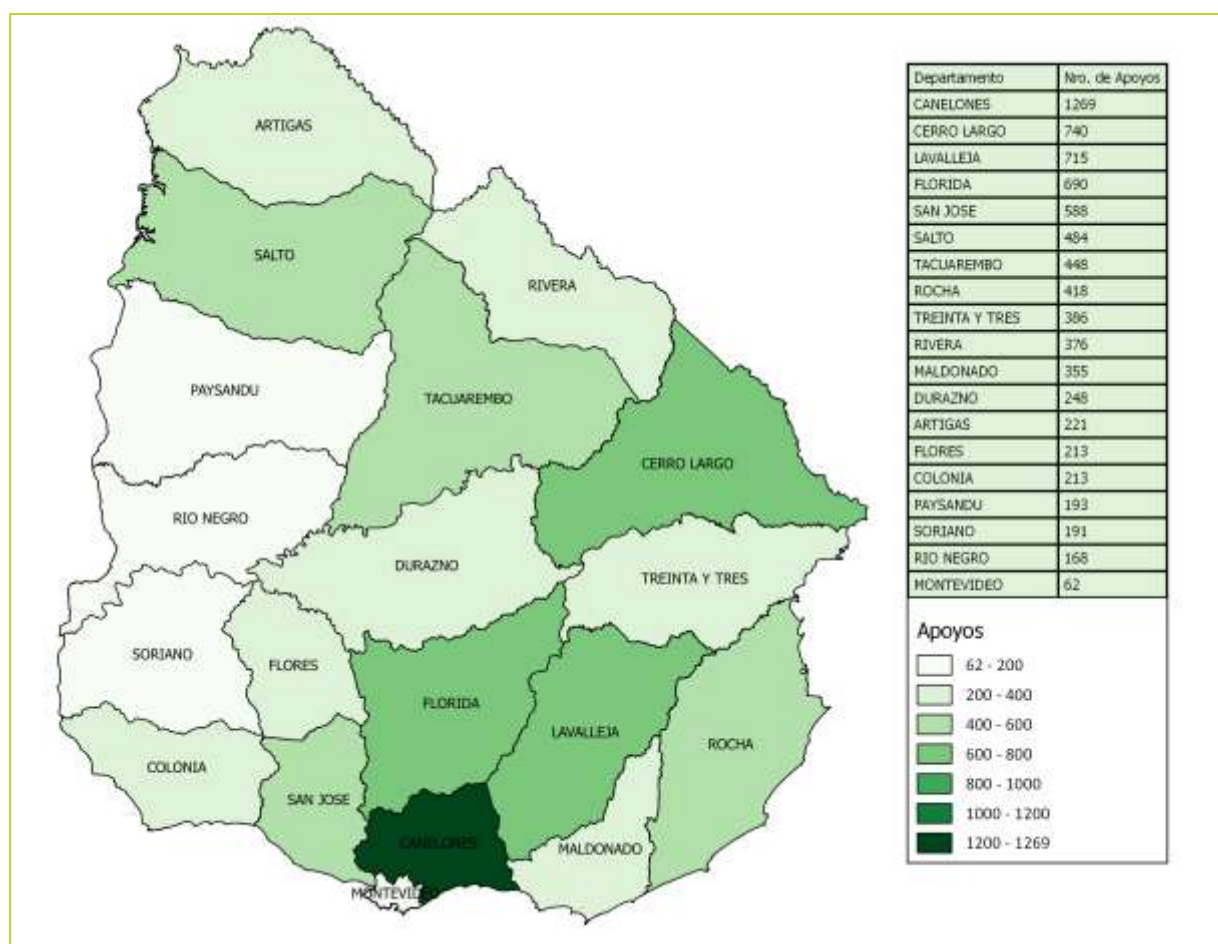 ARTIGAS
SALTO
RIVERA
PAYSANDU
TACUAREMBO
CERRO LARGO
RIO NEGRO
DURAZNO
TREINTA Y TRES
SORIANO
FLORES
FLORIDA
LAVALLEJA
ROCHA
COLONIA
SAN JOSE
CANELONES
MALDONADO
MONTEVIDEO
Departamento Nro. de Apoyos
CANELONES 1269
CERRO LARGO 740
LAVALLEJA 715
FLORIDA 690
SAN JOSE 588
SALTO 484
TACUAREMBO 448
ROCHA 418
TREINTA Y TRES 386
RIVERA 376
MALDONADO 355
DURAZNO 248
ARTIGAS 221
FLORES 213
COLONIA 213
PAYSANDU 193
SORIANO 191
RIO NEGRO 168
MONTEVIDEO 62
Apoyos
62 - 200
200 - 400
400 - 600
600 - 800
800 - 1000
1000 - 1200
1200 - 1269